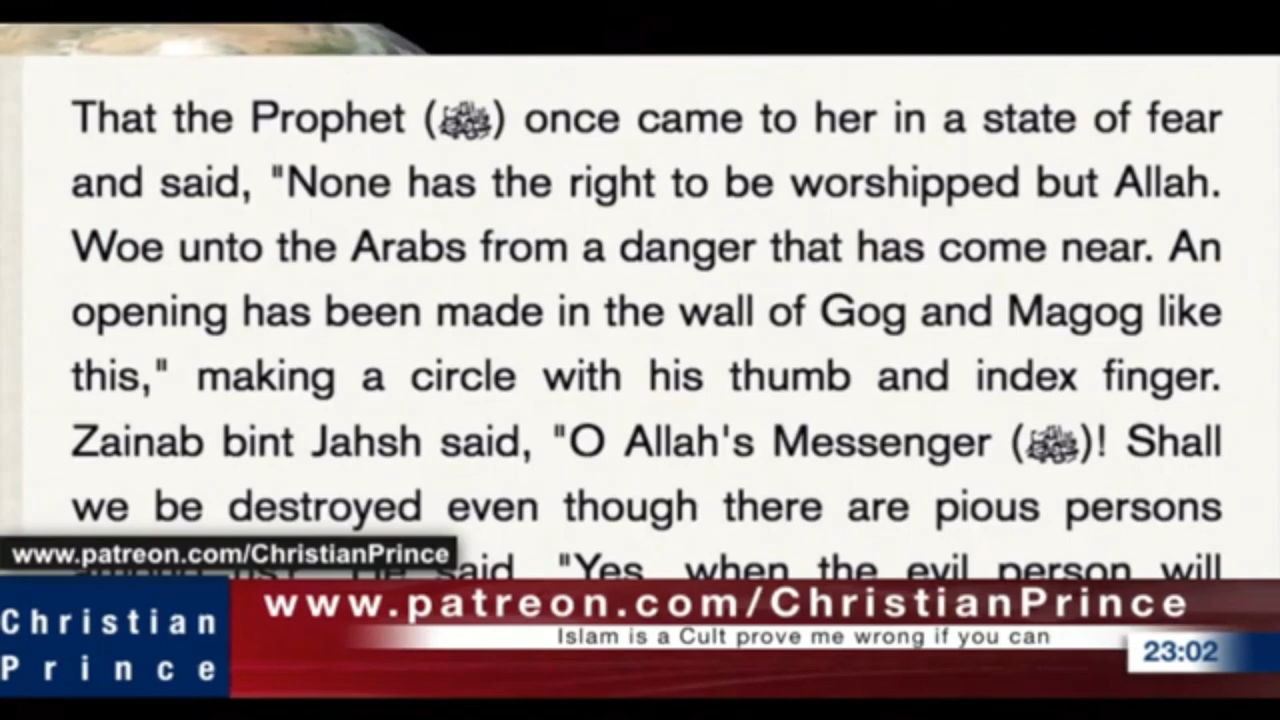 That the Prophet (ﷺ) once came to her in a state of fear
and said, "None has the right to be worshipped but Allah.
Woe unto the Arabs from a danger that has come near. An
opening has been made in the wall of Gog and Magog like
this," making a circle with his thumb and index finger.
Zainab bint Jahsh said, "O Allah's Messenger (ﷺ)! Shall
we be destroyed even though there are pious persons
among us?" He said, "Yes, when the evil person will
www.patreon.com/ChristianPrince
www.patreon.com/ChristianPrince
Islam is a Cult prove me wrong if you can
Christian
Prince
23:02